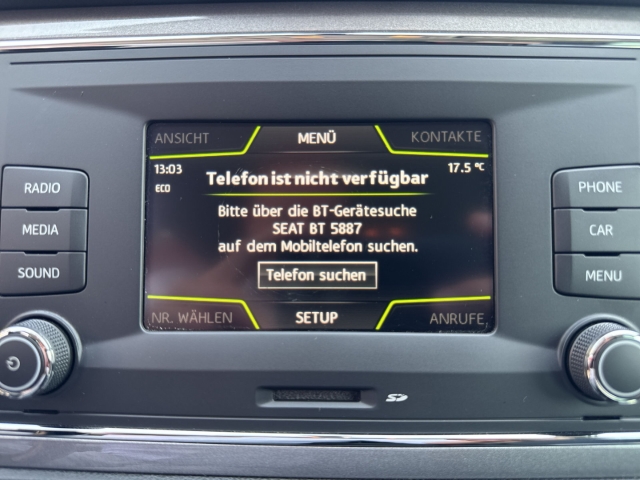 ANSICHT MENÜ KONTAKTE
13:03 Telefon ist nicht verfügbar 17.5 °C
ECO
Bitte über die BT-Gerätesuche
SEAT BT 5887
auf dem Mobiltelefon suchen.
Telefon suchen
NR. WÄHLEN SETUP ANRUFE
RADIO
MEDIA
SOUND
PHONE
CAR
MENU
SD